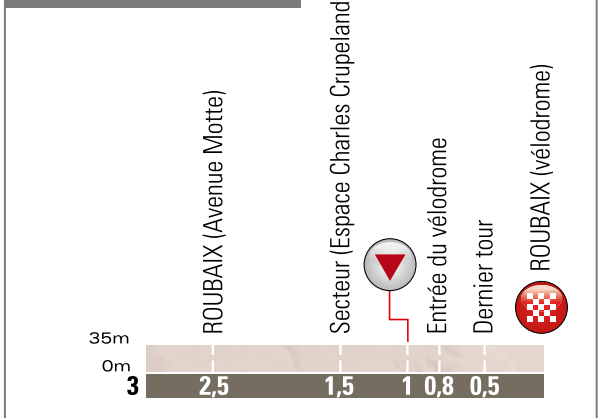 ROUBAIX (Avenue Motte)
Secteur (Espace Charles Crupeland
Entrée du vélodrome
Dernier tour
ROUBAIX (vélodrome)
35m
0m
3 2,5 1,5 1 0,8 0,5